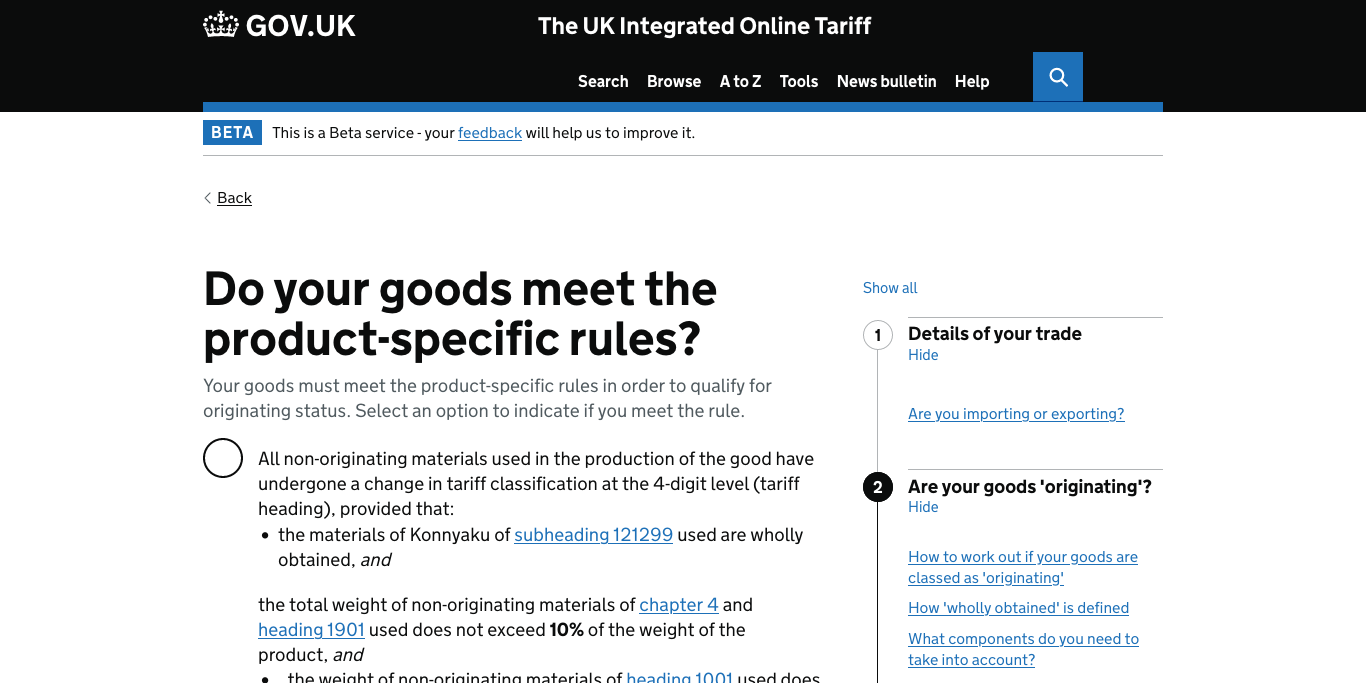 GOV.UK
The UK Integrated Online Tariff
Search Browse A to Z Tools News bulletin Help
BETA This is a Beta service - your feedback will help us to improve it.
Back
Do your goods meet the
product-specific rules?
Your goods must meet the product-specific rules in order to qualify for
originating status. Select an option to indicate if you meet the rule.
All non-originating materials used in the production of the good have
undergone a change in tariff classification at the 4-digit level (tariff
heading), provided that:
• the materials of Konnyaku of subheading 121299 used are wholly
obtained, and
the total weight of non-originating materials of chapter 4 and
heading 1901 used does not exceed 10% of the weight of the
product, and
• the weight of non-originating materials of heading 1001 used does
Show all
1 Details of your trade
Hide
Are you importing or exporting?
2 Are your goods 'originating'?
Hide
How to work out if your goods are
classed as 'originating'
How 'wholly obtained' is defined
What components do you need to
take into account?